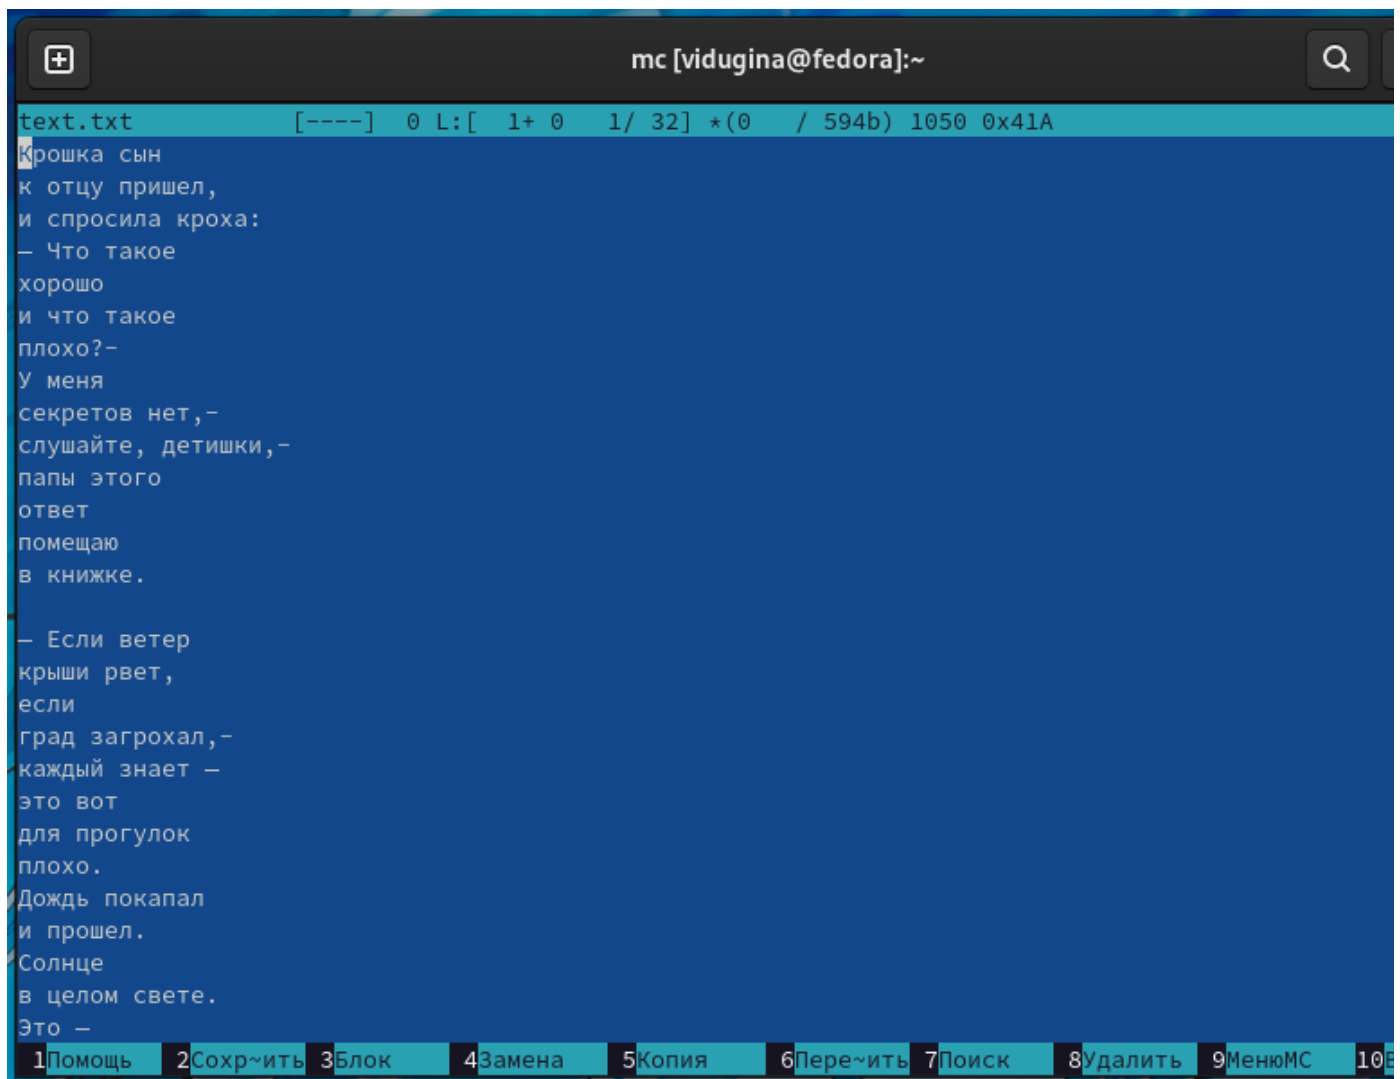 mc [vidugina@fedora]:~
text.txt [----] 0 L:[ 1+ 0 1/ 32] *(0 / 594b) 1050 0x41A
Крошка сын
к отцу пришел,
и спросила кроха:
— Что такое
хорошо
и что такое
плохо?-
У меня
секретов нет,-
слушайте, детишки,-
папы этого
ответ
помещаю
в книжке.

— Если ветер
крыши рвет,
если
град загрохал,-
каждый знает —
это вот
для прогулок
плохо.
Дождь покапал
и прошел.
Солнце
в целом свете.
Это —
1Помощь 2Сохр~ить 3Блок 4Замена 5Копия 6Пере~ить 7Поиск 8Удалить 9МенюMC 10